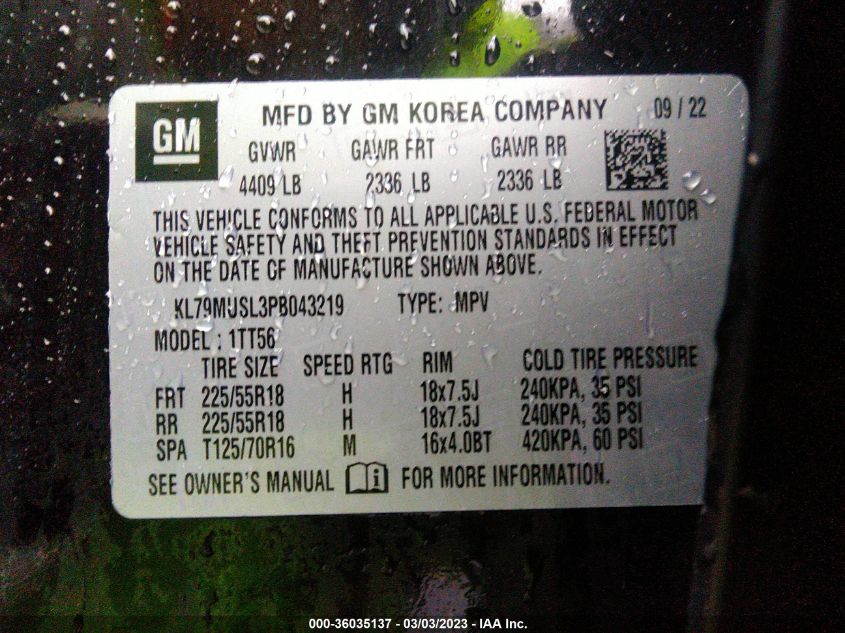 GM
MFD BY GM KOREA COMPANY 09 / 22
GVWR GAWR FRT GAWR RR
4409 LB 2336 LB 2336 LB
THIS VEHICLE CONFORMS TO ALL APPLICABLE U.S. FEDERAL MOTOR
VEHICLE SAFETY AND THEFT PREVENTION STANDARDS IN EFFECT
ON THE DATE OF MANUFACTURE SHOWN ABOVE.
KL79MUSL3PB043219 TYPE: MPV
MODEL : 1TT56
TIRE SIZE SPEED RTG RIM COLD TIRE PRESSURE
FRT 225/55R18 H 18x7.5J 240KPA, 35 PSI
RR 225/55R18 H 18x7.5J 240KPA, 35 PSI
SPA T125/70R16 M 16x4.0BT 420KPA, 60 PSI
SEE OWNER'S MANUAL i FOR MORE INFORMATION.
000-36035137 - 03/03/2023 - IAA Inc.